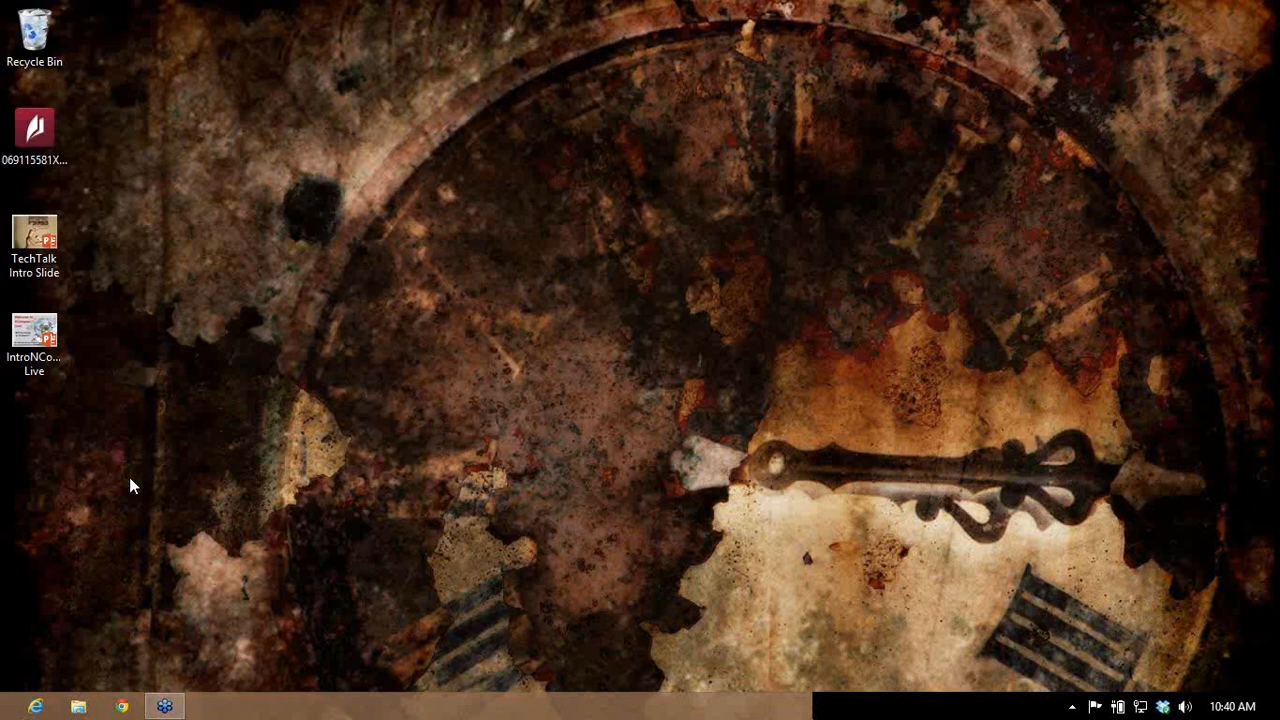 Recycle Bin
069115581X...
TechTalk
Intro Slide
IntroNCo...
Live
10:40 AM